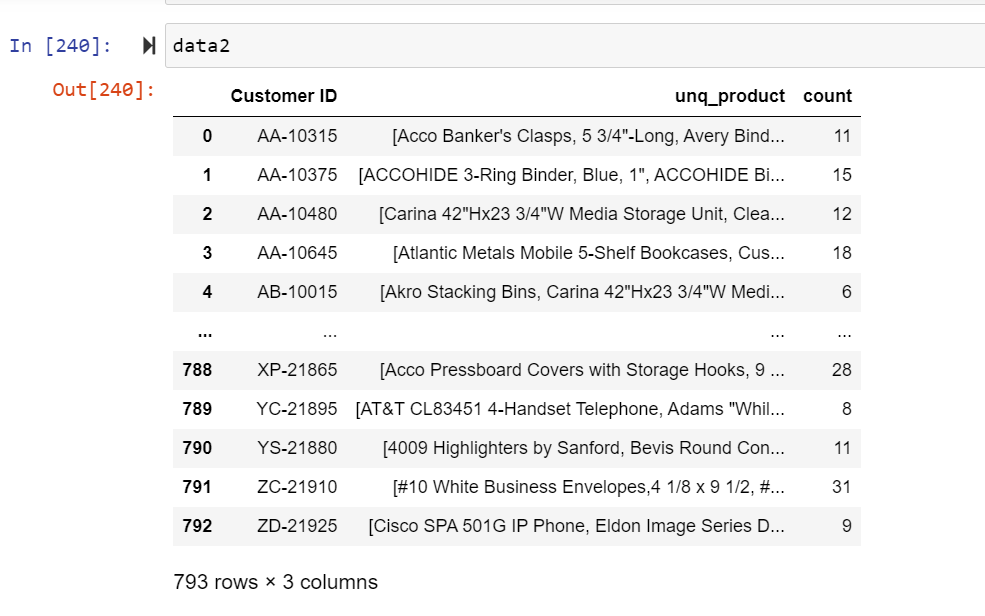 In [240]: data2
Out[240]:
Customer ID unq_product count
0 AA-10315 [Acco Banker's Clasps, 5 3/4"-Long, Avery Bind... 11
1 AA-10375 [ACCOHIDE 3-Ring Binder, Blue, 1", ACCOHIDE Bi... 15
2 AA-10480 [Carina 42"Hx23 3/4"W Media Storage Unit, Clea... 12
3 AA-10645 [Atlantic Metals Mobile 5-Shelf Bookcases, Cus... 18
4 AB-10015 [Akro Stacking Bins, Carina 42"Hx23 3/4"W Medi... 6
... ... ... ...
788 XP-21865 [Acco Pressboard Covers with Storage Hooks, 9 ... 28
789 YC-21895 [AT&T CL83451 4-Handset Telephone, Adams "Whil... 8
790 YS-21880 [4009 Highlighters by Sanford, Bevis Round Con... 11
791 ZC-21910 [#10 White Business Envelopes,4 1/8 x 9 1/2, #... 31
792 ZD-21925 [Cisco SPA 501G IP Phone, Eldon Image Series D... 9
793 rows × 3 columns